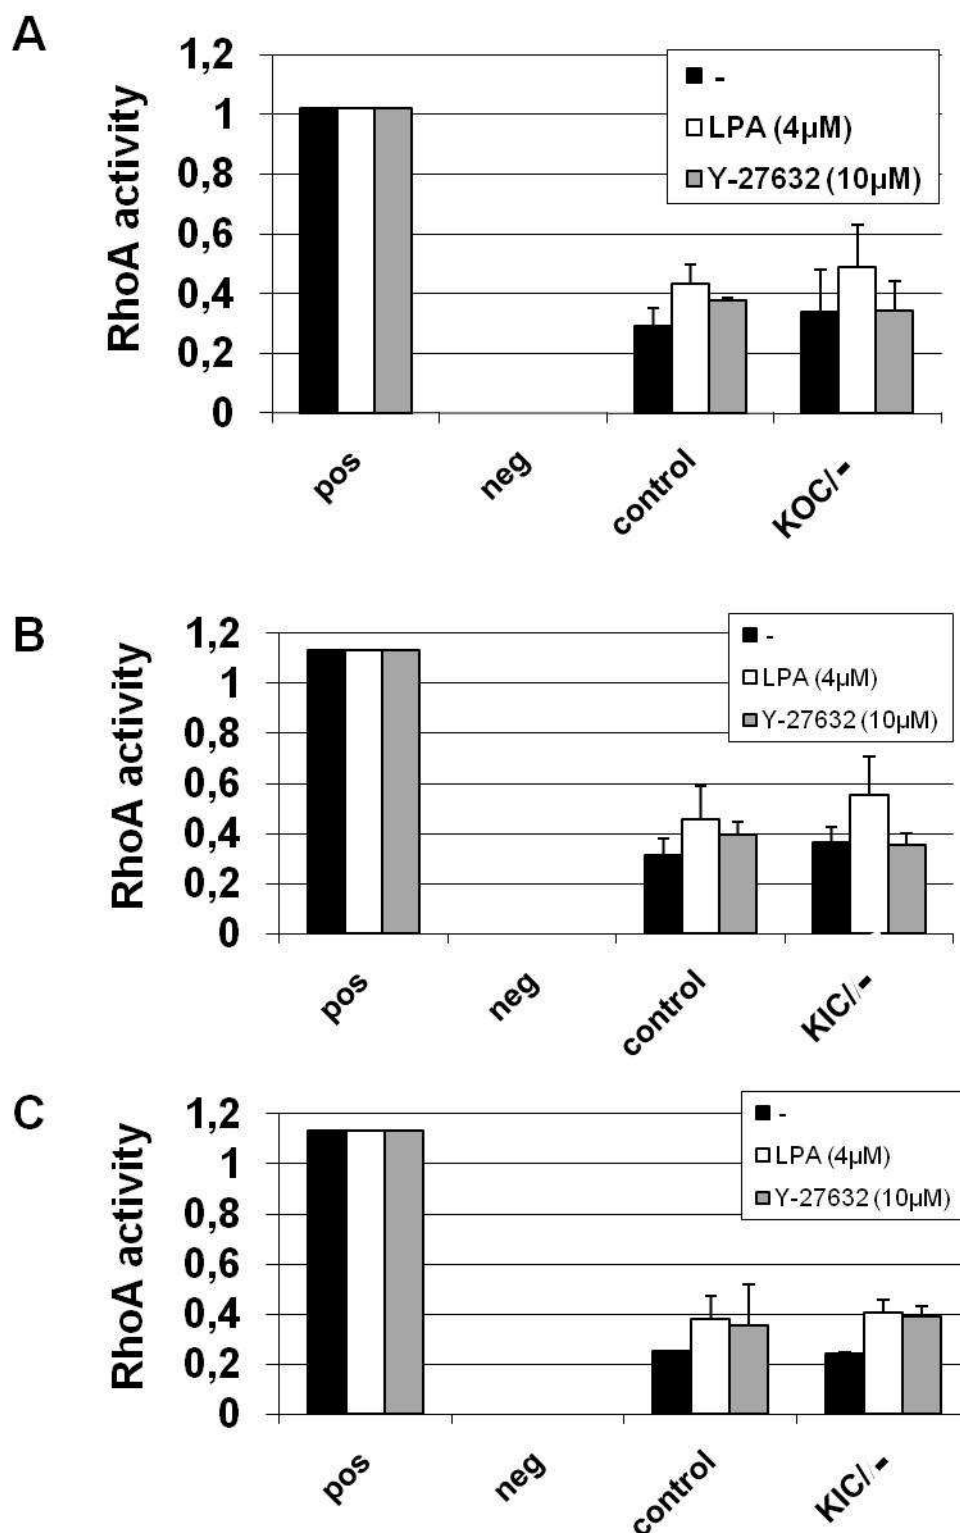 A
1,2
1
0,8
0,6
0,4
0,2
0
RhoA activity
-
LPA (4µM)
Y-27632 (10µM)
pos
neg
control
KOC/-
B
1,2
1
0,8
0,6
0,4
0,2
0
RhoA activity
-
LPA (4µM)
Y-27632 (10µM)
pos
neg
control
KIC/-
C
1,2
1
0,8
0,6
0,4
0,2
0
RhoA activity
-
LPA (4µM)
Y-27632 (10µM)
pos
neg
control
KIC/-